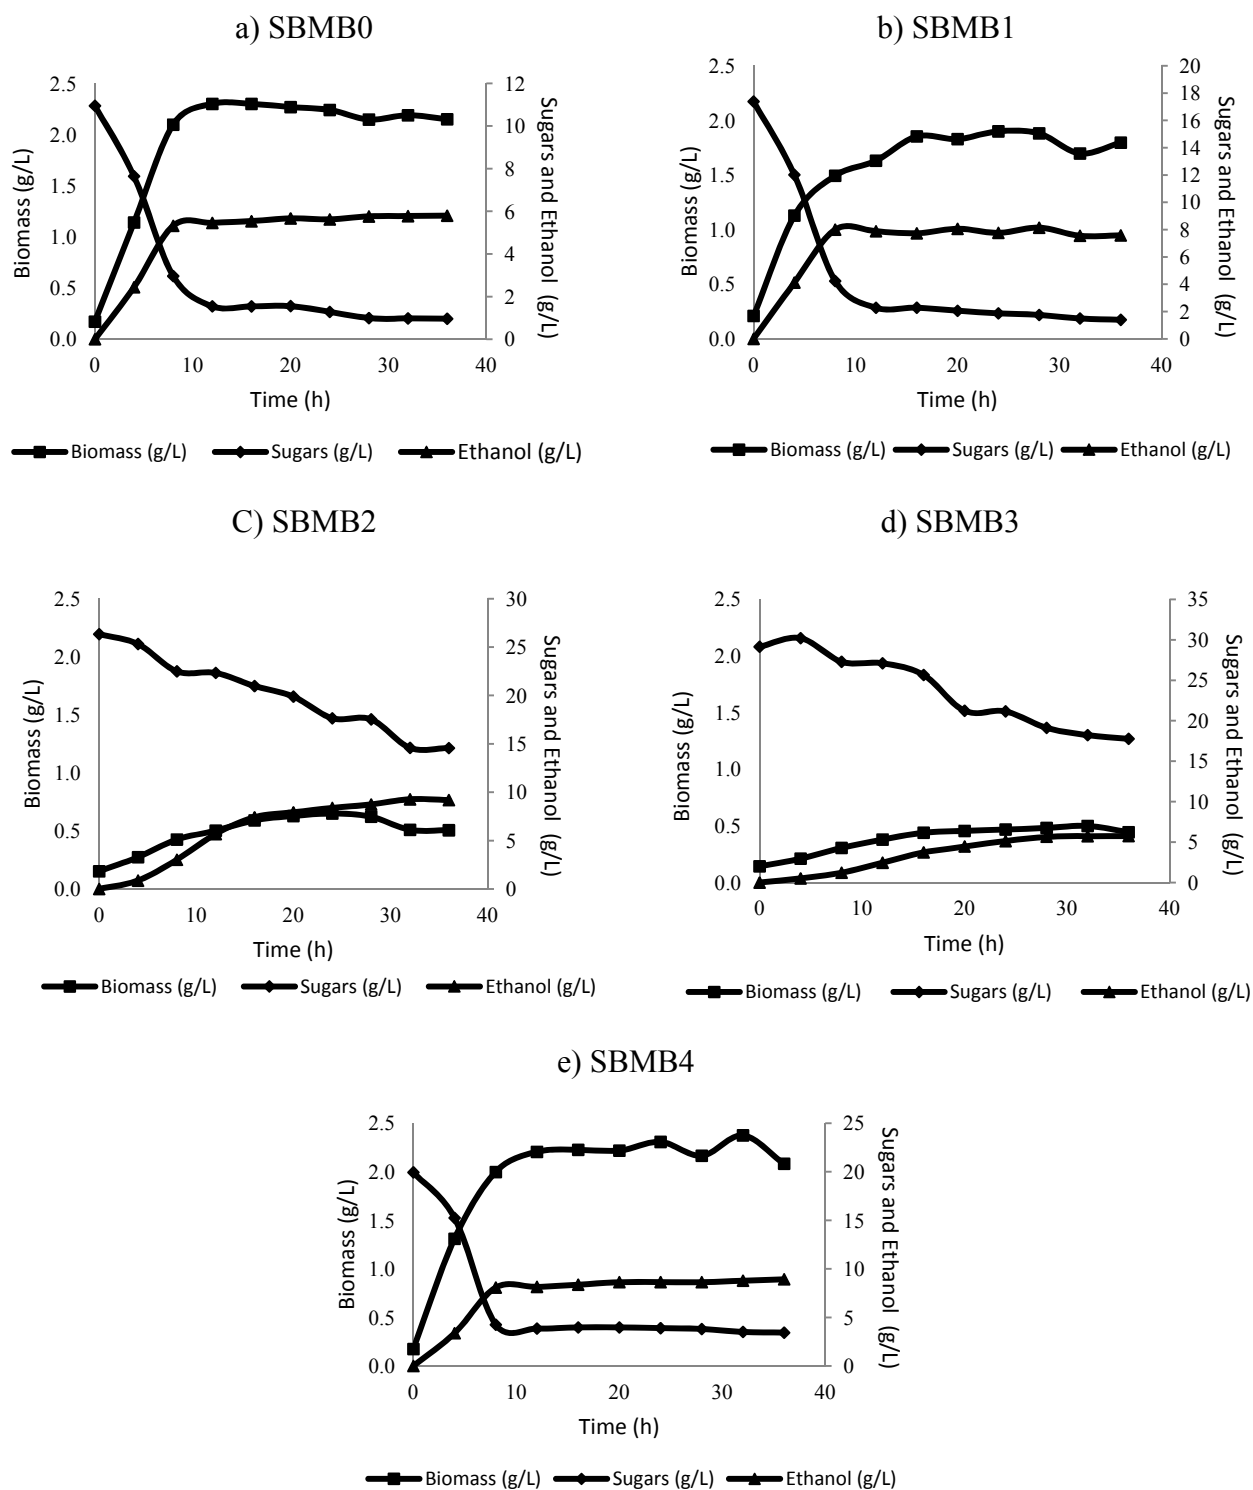 a) SBMB0
b) SBMB1
2.5
2.0
1.5
1.0
0.5
0.0
Biomass (g/L)
12
10
8
6
4
2
0
Sugars and Ethanol (g/L)
0 10 20 30 40
Time (h)
Biomass (g/L) Sugars (g/L) Ethanol (g/L)
2.5
2.0
1.5
1.0
0.5
0.0
Biomass (g/L)
20
18
16
14
12
10
8
6
4
2
0
Sugars and Ethanol (g/L)
0 10 20 30 40
Time (h)
Biomass (g/L) Sugars (g/L) Ethanol (g/L)
C) SBMB2
d) SBMB3
2.5
2.0
1.5
1.0
0.5
0.0
Biomass (g/L)
30
25
20
15
10
5
0
Sugars and Ethanol (g/L)
0 10 20 30 40
Time (h)
Biomass (g/L) Sugars (g/L) Ethanol (g/L)
2.5
2.0
1.5
1.0
0.5
0.0
Biomass (g/L)
35
30
25
20
15
10
5
0
Sugars and Ethanol (g/L)
0 10 20 30 40
Time (h)
Biomass (g/L) Sugars (g/L) Ethanol (g/L)
e) SBMB4
2.5
2.0
1.5
1.0
0.5
0.0
Biomass (g/L)
25
20
15
10
5
0
Sugars and Ethanol (g/L)
0 10 20 30 40
Time (h)
Biomass (g/L) Sugars (g/L) Ethanol (g/L)